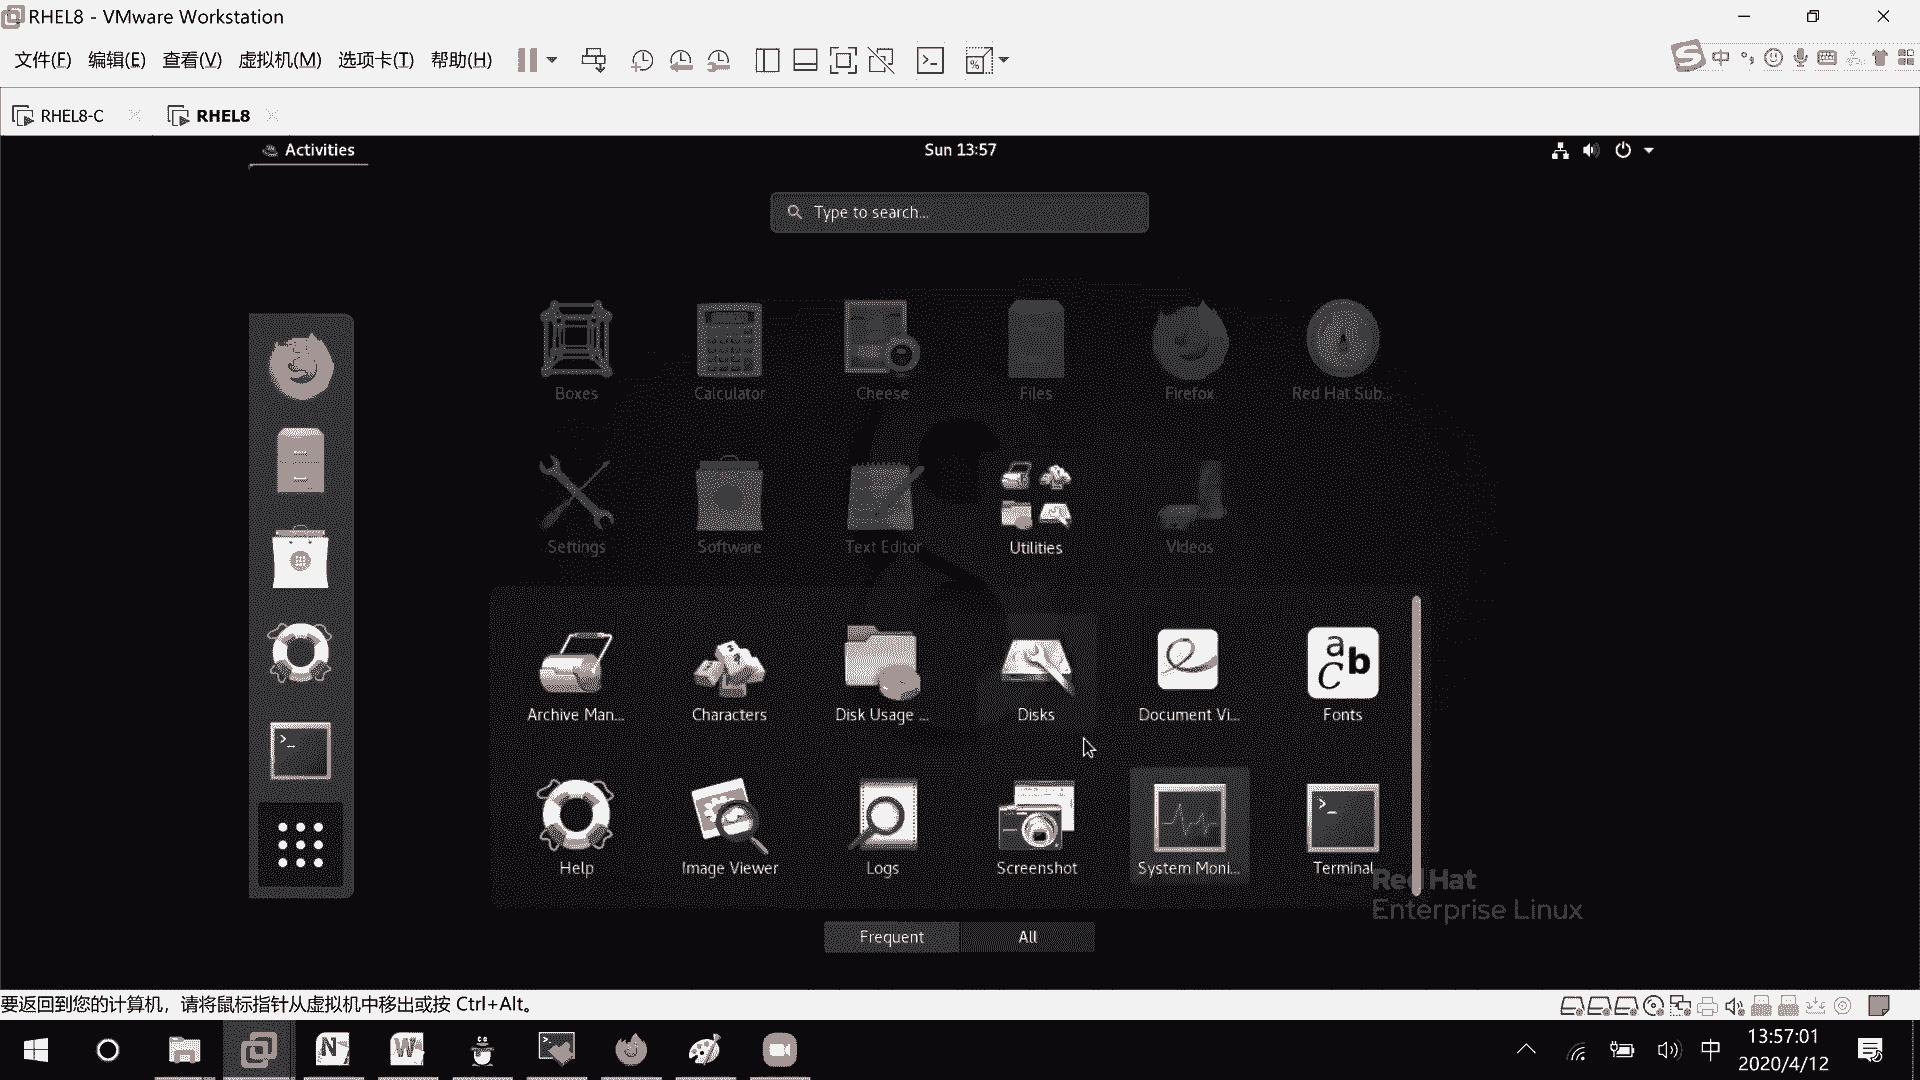 RHEL8 - VMware Workstation
文件(F) 编辑(E) 查看(V) 虚拟机(M) 选项卡(T) 帮助(H)
中
RHEL8-C RHEL8
Activities Sun 13:57
Type to search...
Boxes Calculator Cheese Files Firefox Red Hat Sub...
Settings Software Text Editor Utilities Videos
Archive Man... Characters Disk Usage ... Disks Document Vi... Fonts
Help Image Viewer Logs Screenshot System Moni... Terminal
Red Hat
Enterprise Linux
Frequent All
要返回到您的计算机，请将鼠标指针从虚拟机中移出或按 Ctrl+Alt。
中 13:57:01
2020/4/12